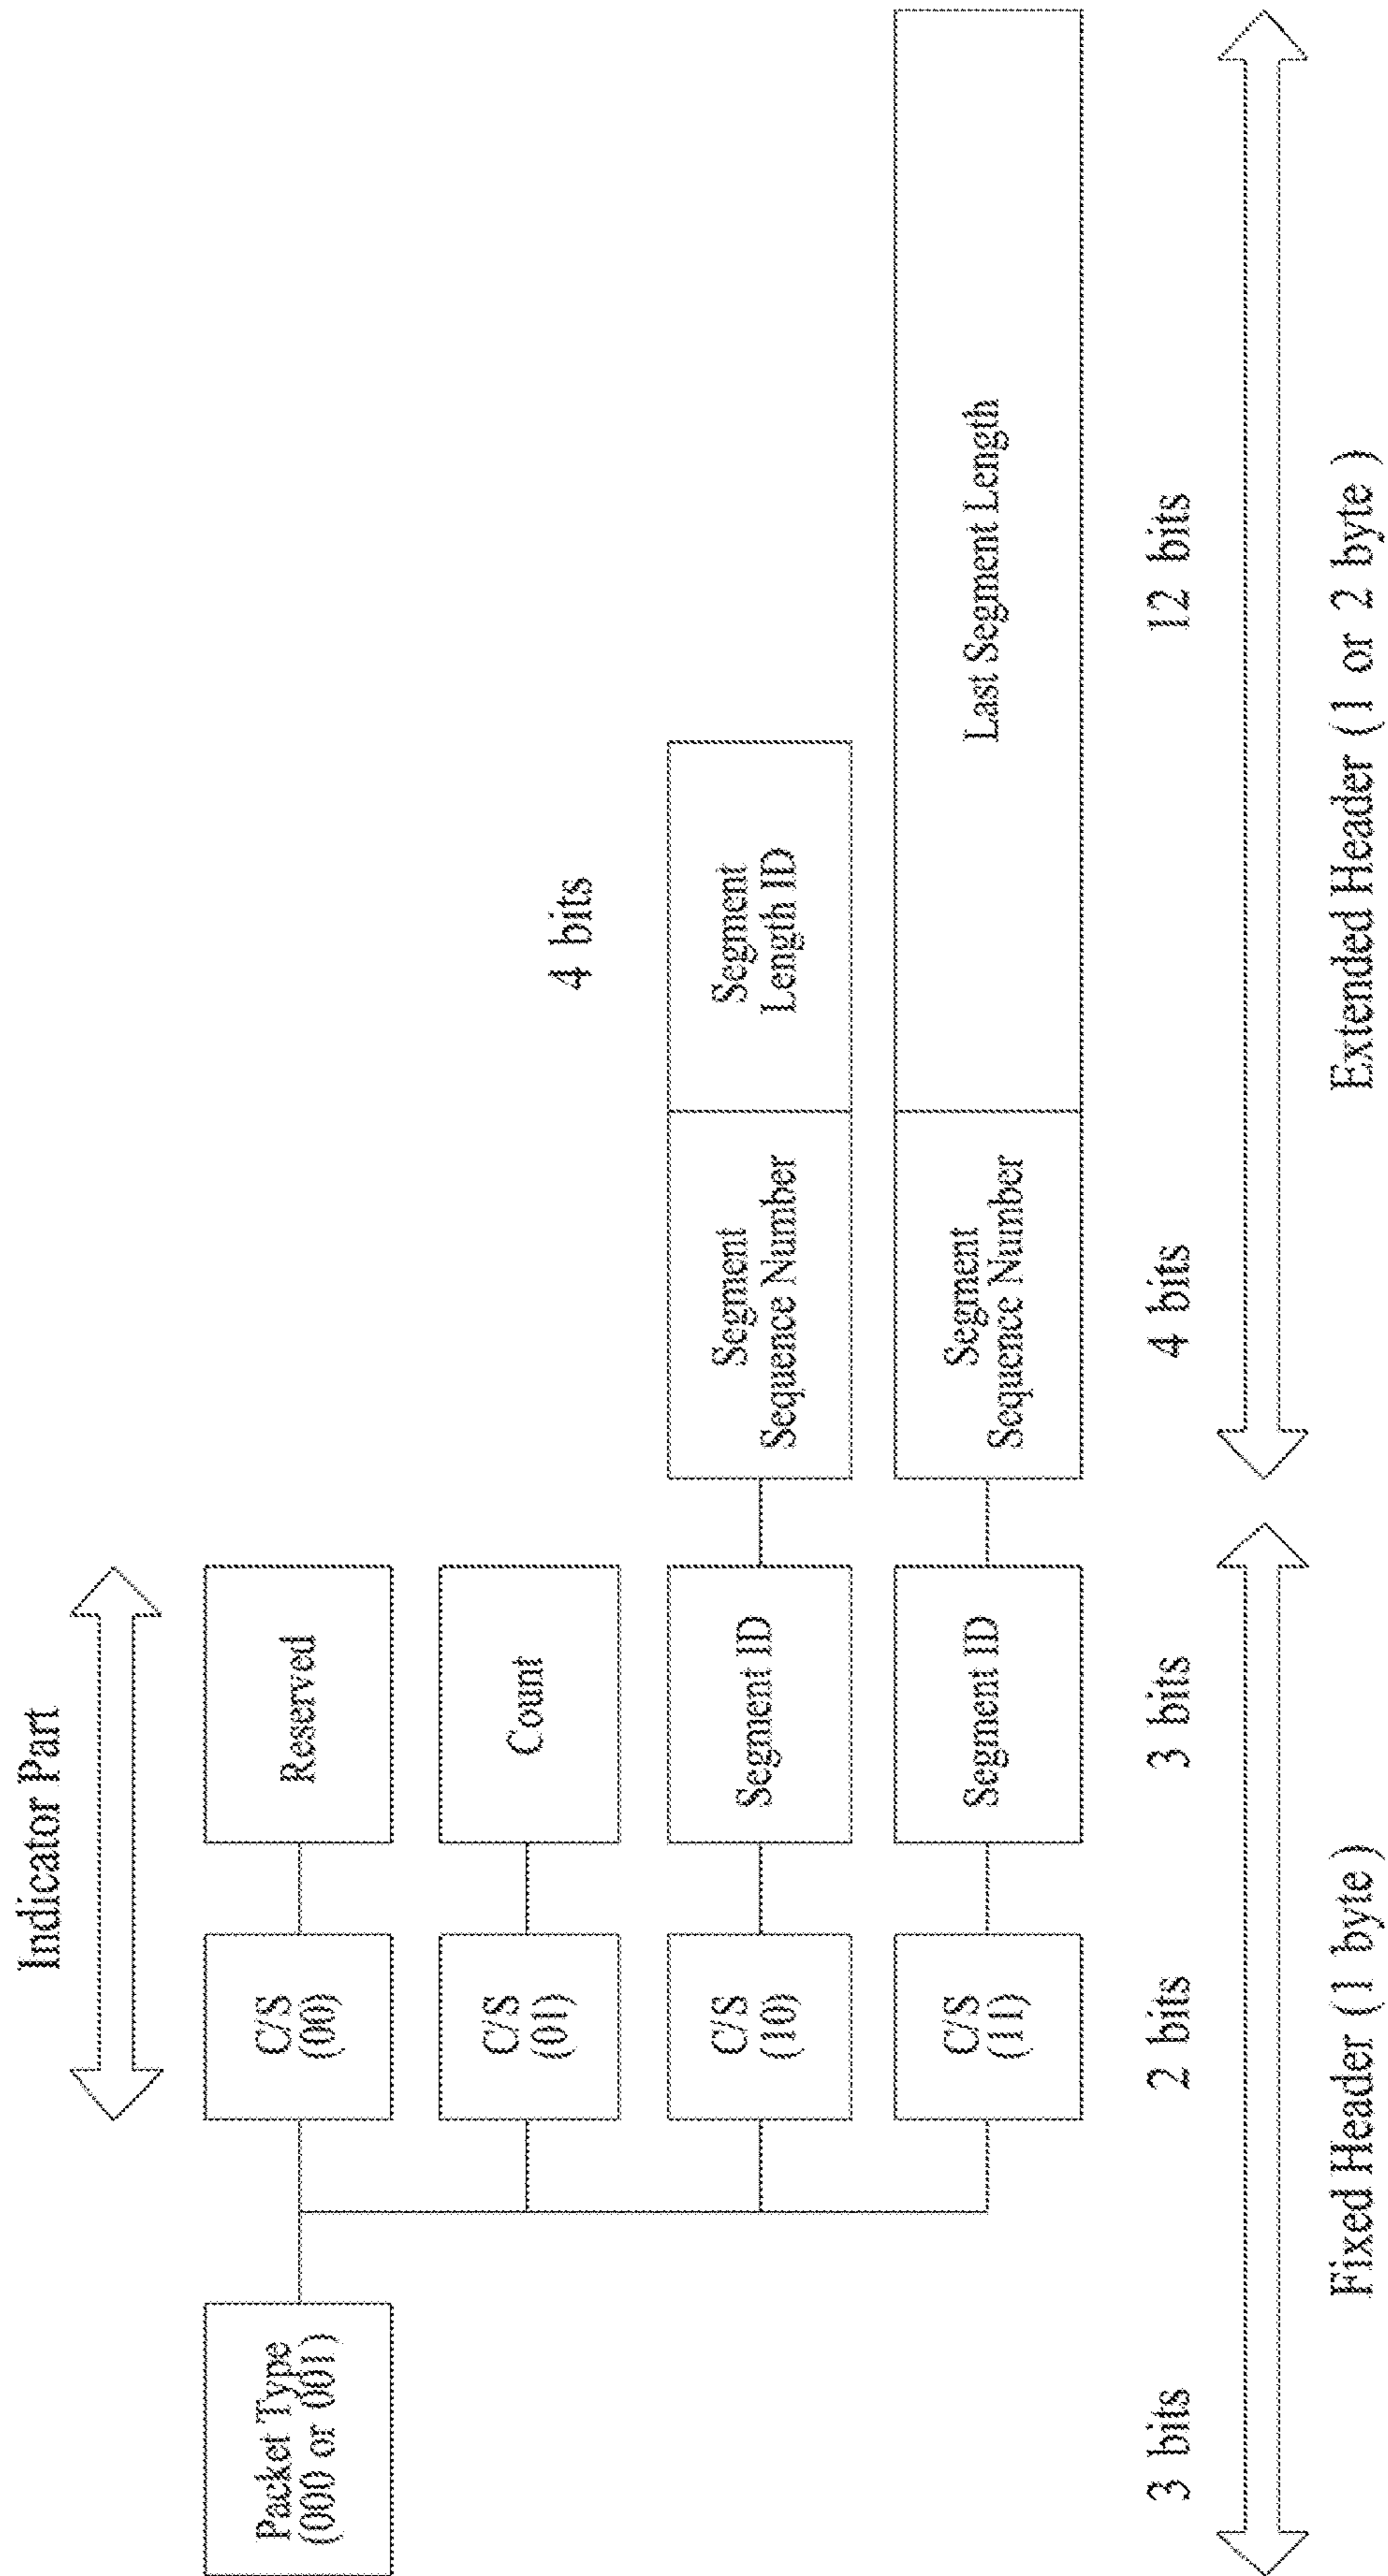 Indicator Part
Packet Type
(000 or 001)
C/S
(00)
Reserved
C/S
(01)
Count
4 bits
C/S
(10)
Segment ID
Segment
Sequence Number
Segment
Length ID
C/S
(11)
Segment ID
Segment
Sequence Number
Last Segment Length
3 bits
2 bits
3 bits
4 bits
12 bits
Fixed Header (1 byte)
Extended Header (1 or 2 byte)